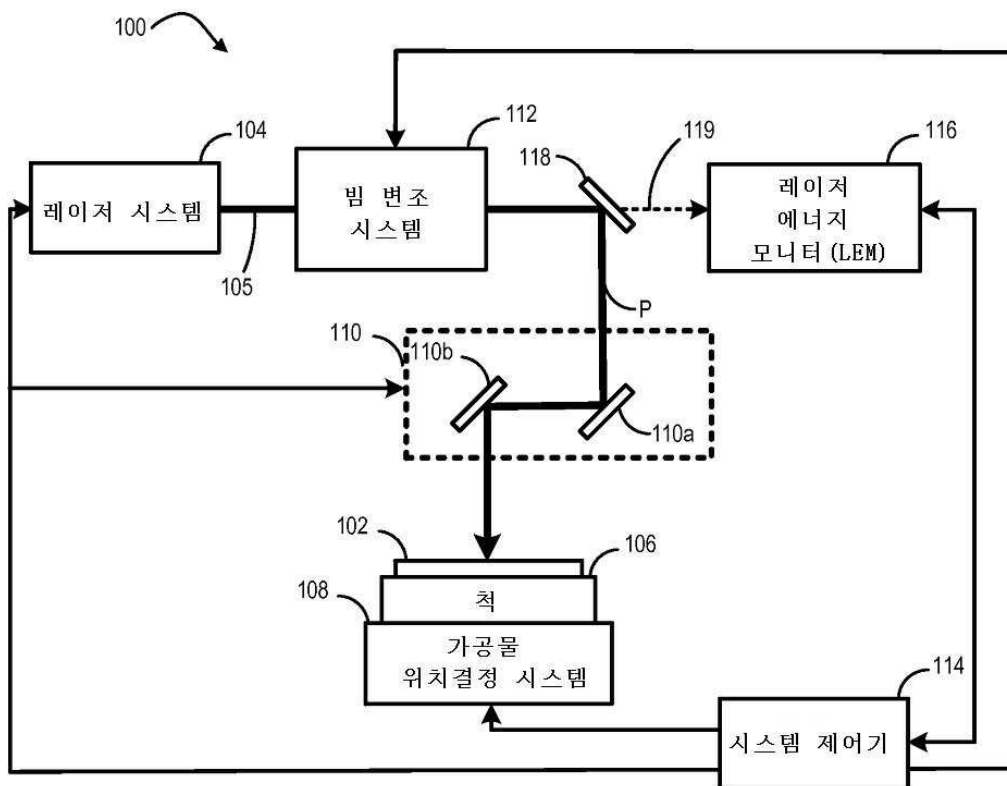 100
104
레이저 시스템
105
112
빔 변조
시스템
118
119
116
레이저
에너지
모니터(LEM)
P
110
110b
110a
102
106
척
108
가공물
위치결정 시스템
114
시스템 제어기